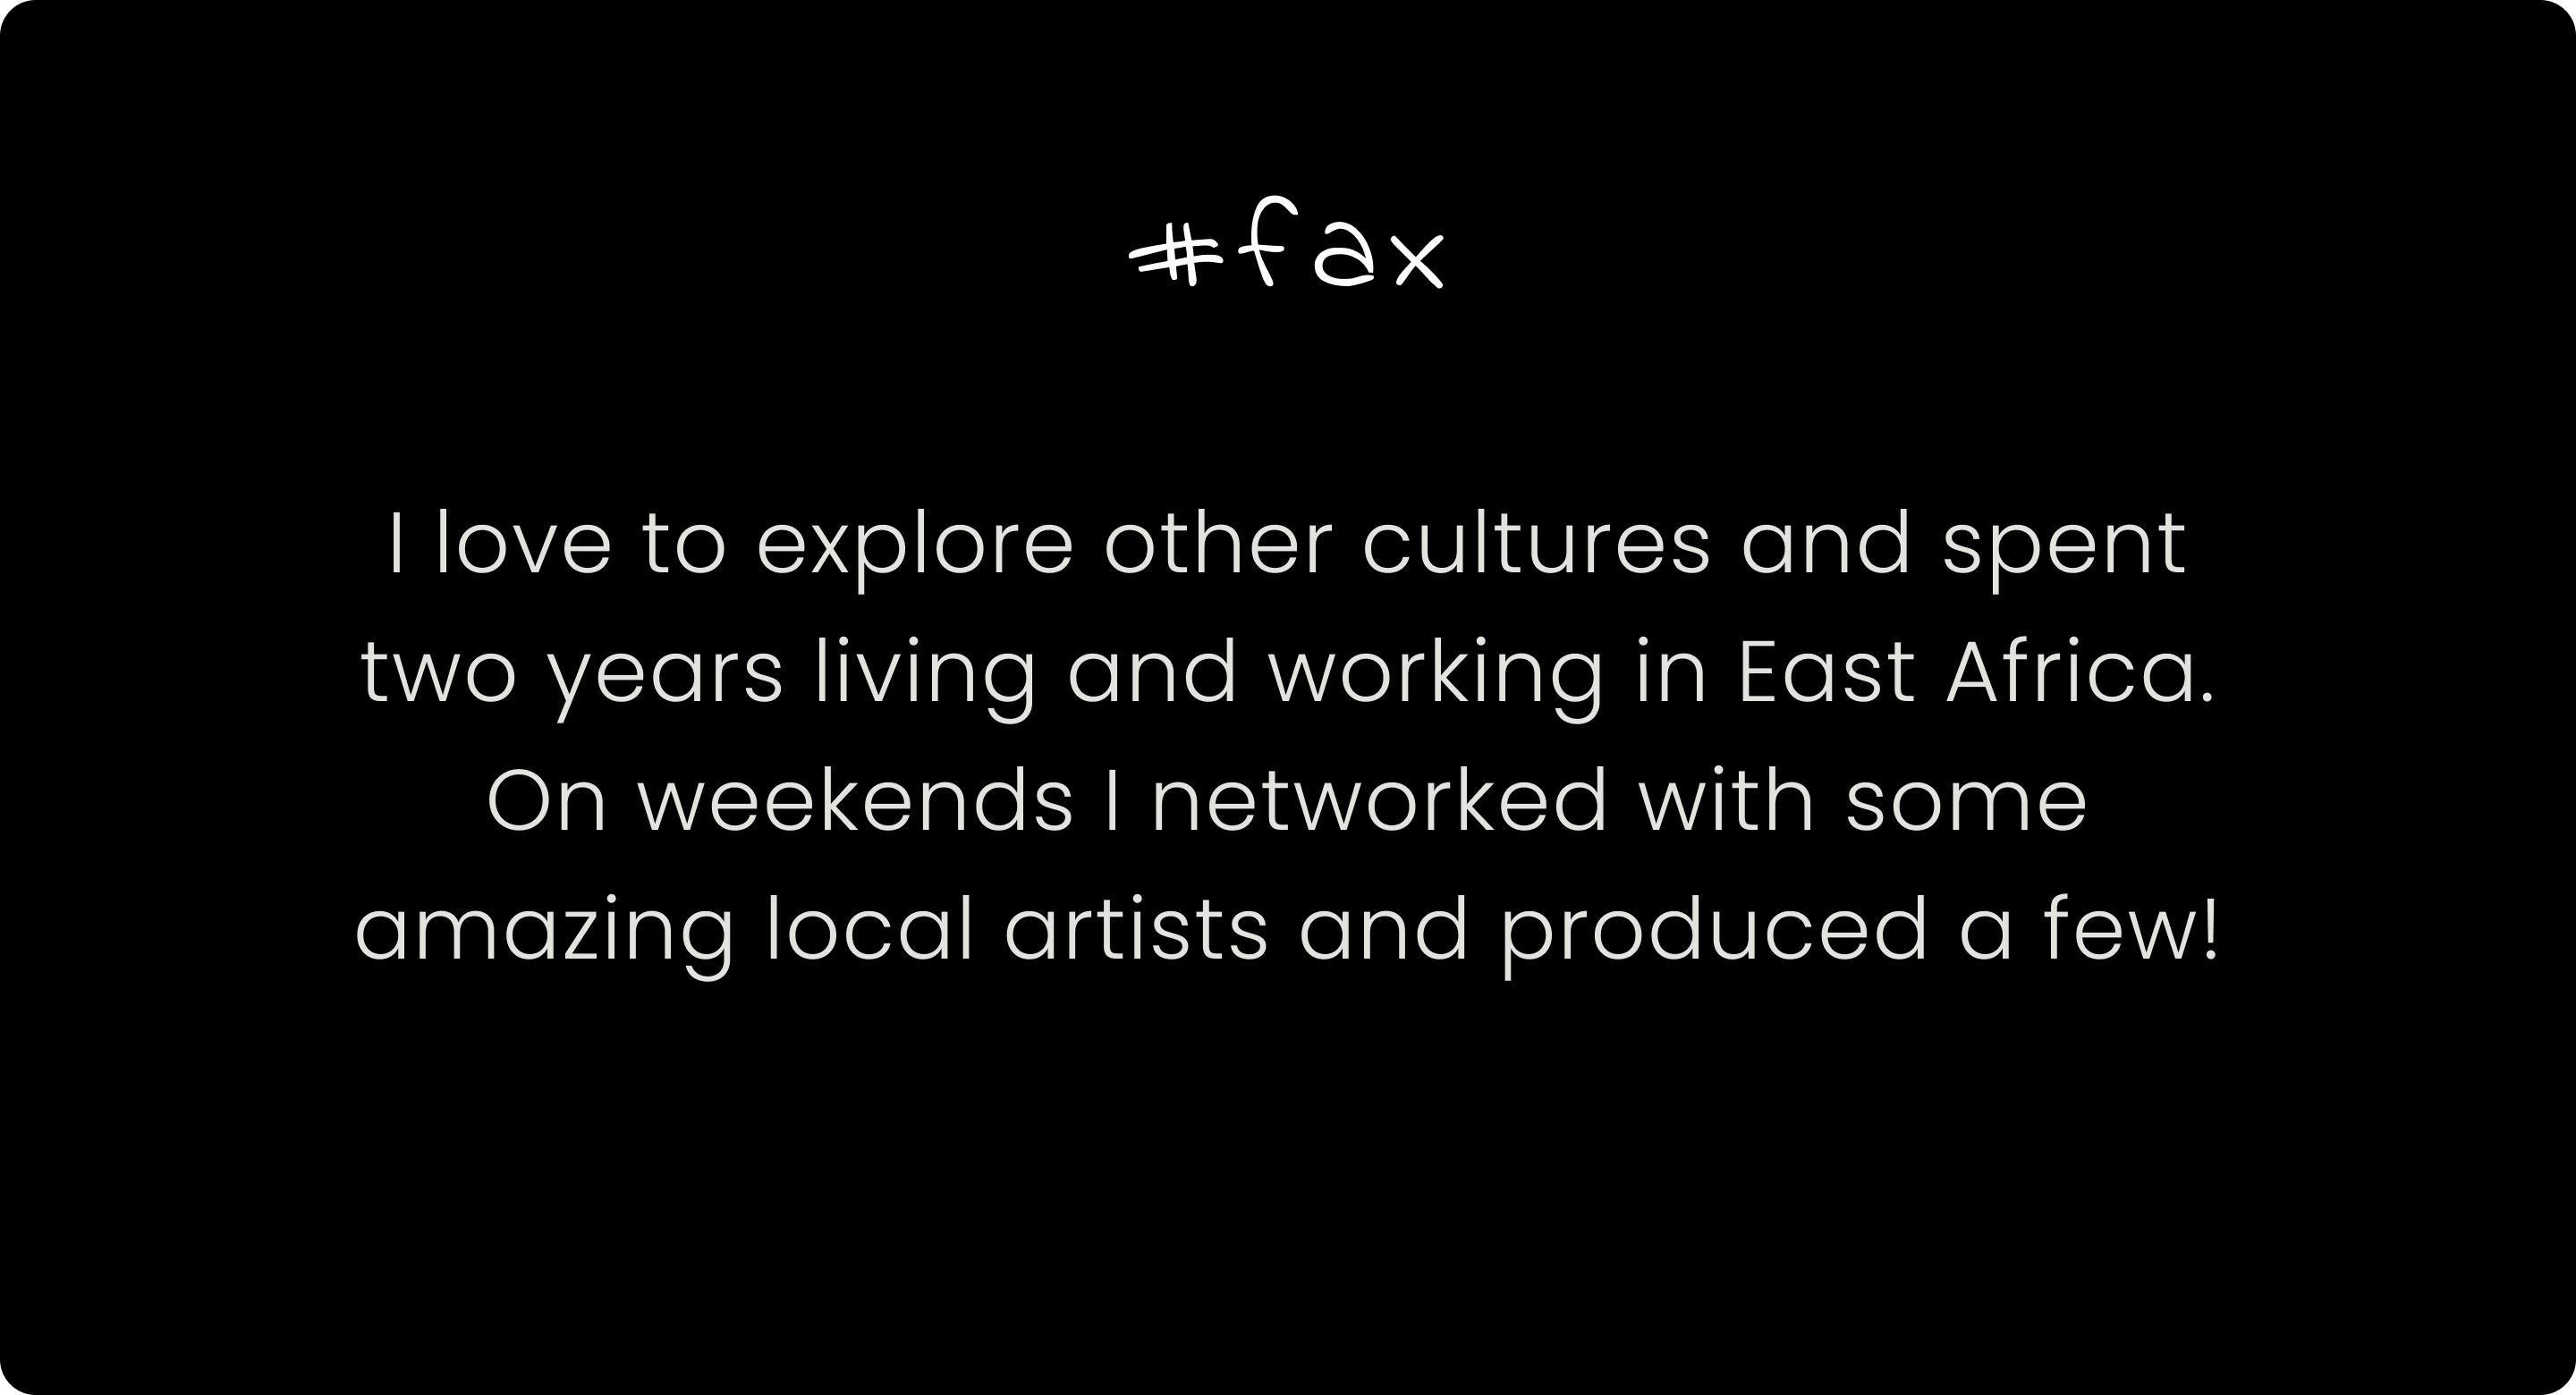 #fax
I love to explore other cultures and spent
two years living and working in East Africa.
On weekends I networked with some
amazing local artists and produced a few!